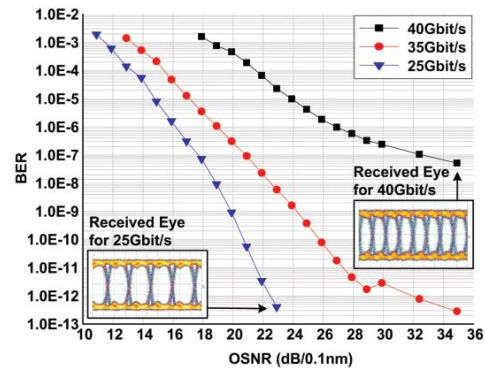 1.0E-2
1.0E-3
1.0E-4
1.0E-5
1.0E-6
1.0E-7
1.0E-8
1.0E-9
1.0E-10
1.0E-11
1.0E-12
1.0E-13
BER
40Gbit/s
35Gbit/s
25Gbit/s
Received Eye
for 40Gbit/s
Received Eye
for 25Gbit/s
10 12 14 16 18 20 22 24 26 28 30 32 34 36
OSNR (dB/0.1nm)